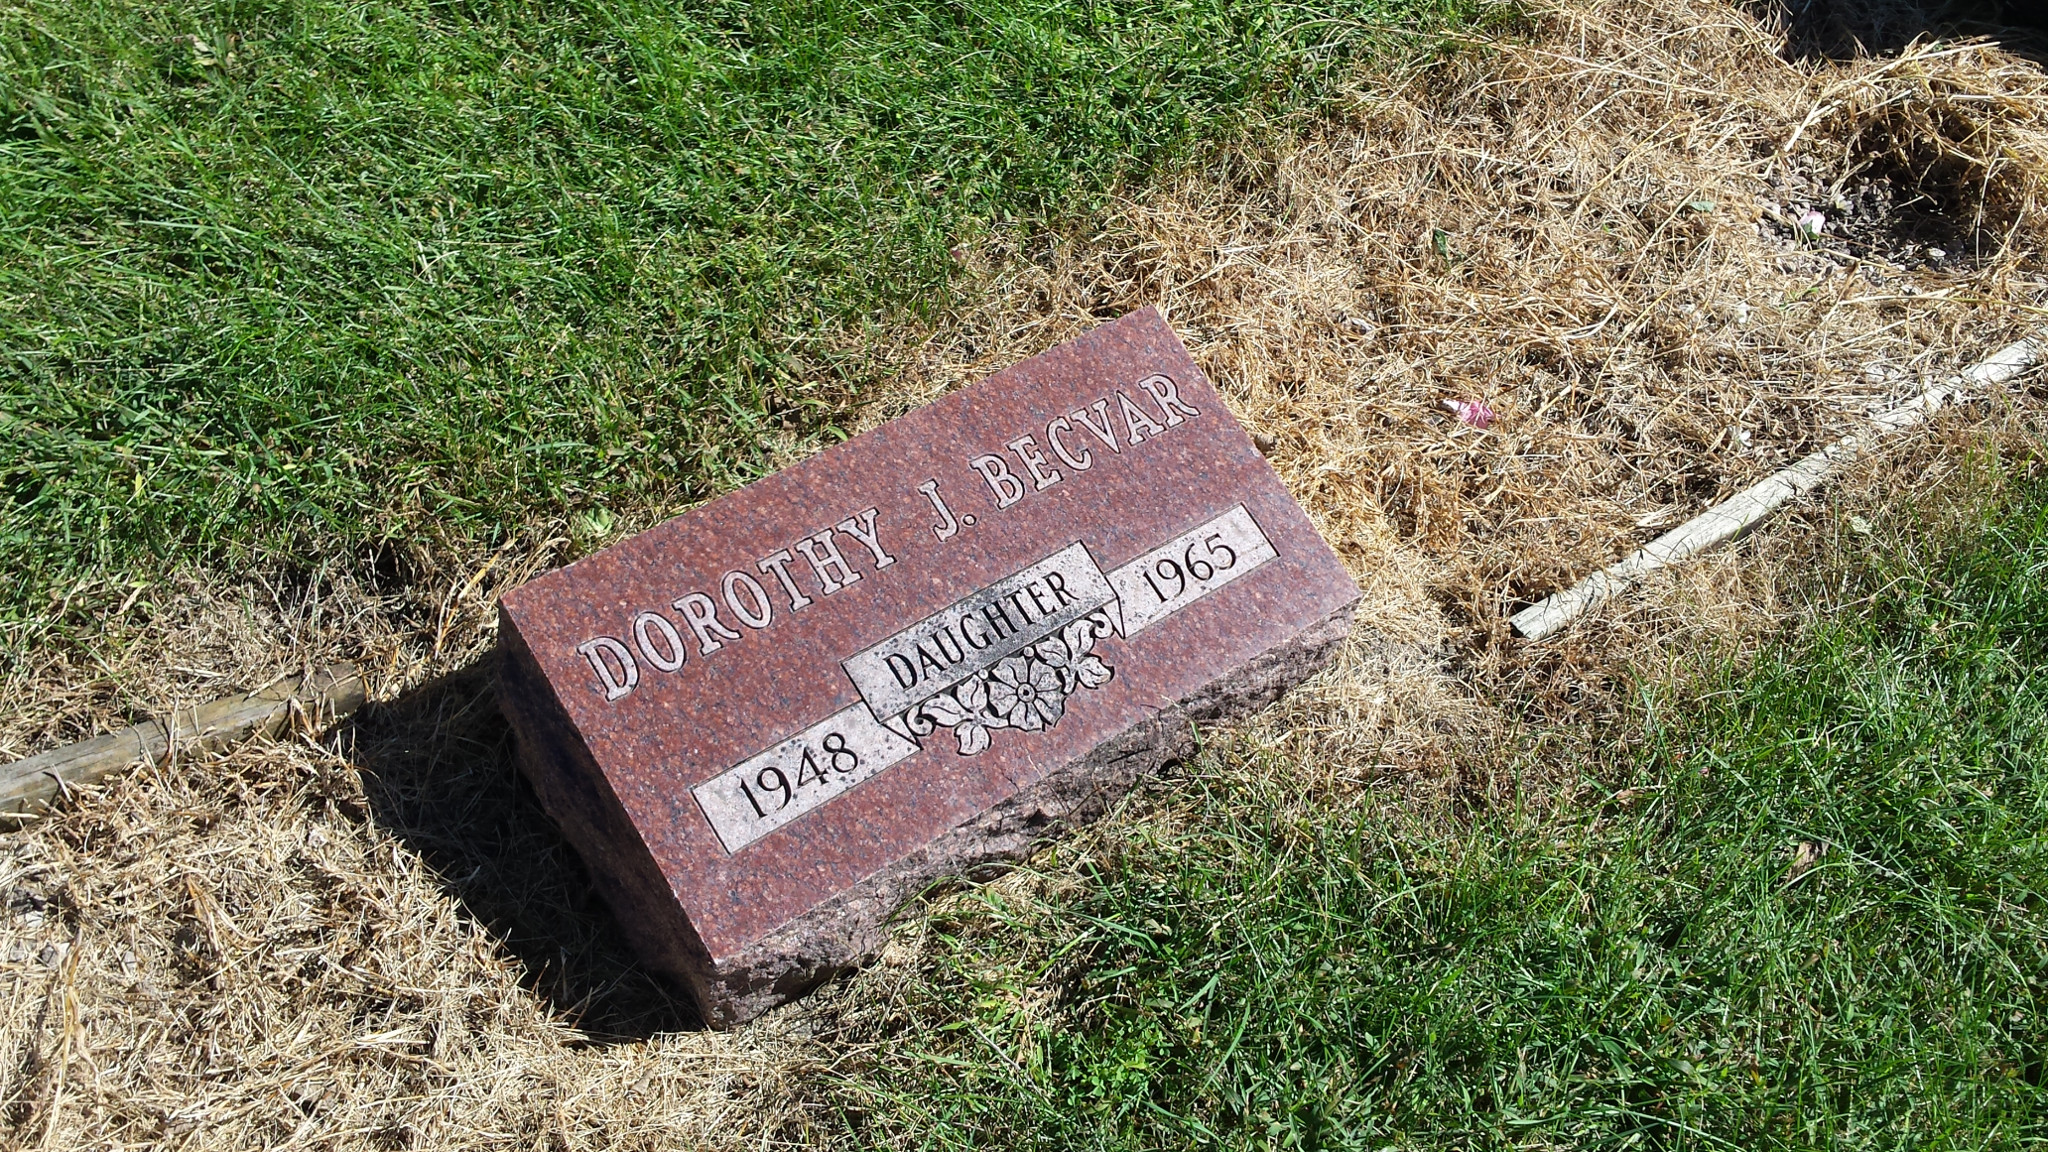 DOROTHY J. BECVAR
DAUGHTER
1948 1965